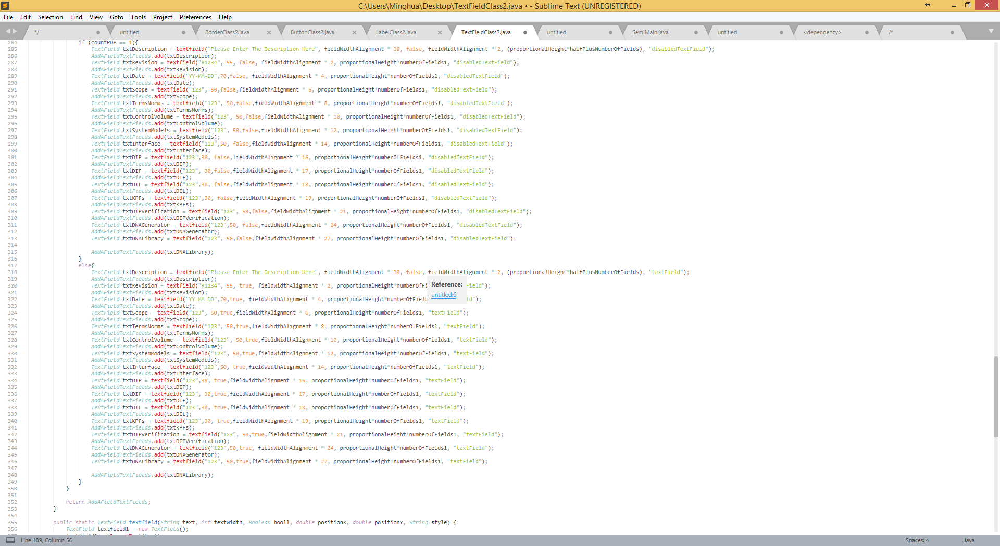 C:\Users\Minghua\Desktop\TextFieldClass2.java • - Sublime Text (UNREGISTERED)
File Edit Selection Find View Goto Tools Project Preferences Help
*/ untitled BorderClass2.java ButtonClass2.java LabelClass2.java TextFieldClass2.java untitled SemiMain.java untitled <dependency> /*
284 if (countPDF == 1){
285 TextField txtDescription = textfield("Please Enter The Description Here", fieldWidthAlignment * 38, false, fieldWidthAlignment * 2, (proportionalHeight*halfPlusNumberOfFields), "disabledTextField");
286 AddAFieldTextFields.add(txtDescription);
287 TextField txtRevision = textfield("R1234", 55, false, fieldWidthAlignment * 2, proportionalHeight*numberOfFields1, "disabledTextField");
288 AddAFieldTextFields.add(txtRevision);
289 TextField txtDate = textfield("YY-MM-DD",70,false, fieldWidthAlignment * 4, proportionalHeight*numberOfFields1, "disabledTextField");
290 AddAFieldTextFields.add(txtDate);
291 TextField txtScope = textfield("123", 50,false,fieldWidthAlignment * 6, proportionalHeight*numberOfFields1, "disabledTextField");
292 AddAFieldTextFields.add(txtScope);
293 TextField txtTermsNorms = textfield("123", 50,false,fieldWidthAlignment * 8, proportionalHeight*numberOfFields1, "disabledTextField");
294 AddAFieldTextFields.add(txtTermsNorms);
295 TextField txtControlVolume = textfield("123", 50,false,fieldWidthAlignment * 10, proportionalHeight*numberOfFields1, "disabledTextField");
296 AddAFieldTextFields.add(txtControlVolume);
297 TextField txtSystemModels = textfield("123", 50,false,fieldWidthAlignment * 12, proportionalHeight*numberOfFields1, "disabledTextField");
298 AddAFieldTextFields.add(txtSystemModels);
299 TextField txtInterface = textfield("123",50, false,fieldWidthAlignment * 14, proportionalHeight*numberOfFields1, "disabledTextField");
300 AddAFieldTextFields.add(txtInterface);
301 TextField txtDIP = textfield("123",30, false,fieldWidthAlignment * 16, proportionalHeight*numberOfFields1, "disabledTextField");
302 AddAFieldTextFields.add(txtDIP);
303 TextField txtDIF = textfield("123", 30,false,fieldWidthAlignment * 17, proportionalHeight*numberOfFields1, "disabledTextField");
304 AddAFieldTextFields.add(txtDIF);
305 TextField txtDIL = textfield("123",30, false,fieldWidthAlignment * 18, proportionalHeight*numberOfFields1, "disabledTextField");
306 AddAFieldTextFields.add(txtDIL);
307 TextField txtKPFs = textfield("123",30, false,fieldWidthAlignment * 19, proportionalHeight*numberOfFields1, "disabledTextField");
308 AddAFieldTextFields.add(txtKPFs);
309 TextField txtDIPVerification = textfield("123", 50,false,fieldWidthAlignment * 21, proportionalHeight*numberOfFields1, "disabledTextField");
310 AddAFieldTextFields.add(txtDIPVerification);
311 TextField txtDNAGenerator = textfield("123",50, false,fieldWidthAlignment * 24, proportionalHeight*numberOfFields1, "disabledTextField");
312 AddAFieldTextFields.add(txtDNAGenerator);
313 TextField txtDNALibrary = textfield("123", 50,false,fieldWidthAlignment * 27, proportionalHeight*numberOfFields1, "disabledTextField");
314
315 AddAFieldTextFields.add(txtDNALibrary);
316 }
317 else{
318 TextField txtDescription = textfield("Please Enter The Description Here", fieldWidthAlignment * 38, false, fieldWidthAlignment * 2, (proportionalHeight*halfPlusNumberOfFields), "textField");
319 AddAFieldTextFields.add(txtDescription);
320 TextField txtRevision = textfield("R1234", 55, true, fieldWidthAlignment * 2, proportionalHeight*numberOfFi Field");
Reference:
untitled:6
321 AddAFieldTextFields.add(txtRevision);
322 TextField txtDate = textfield("YY-MM-DD",70,true, fieldWidthAlignment * 4, proportionalHeight*numberOfField ld");
323 AddAFieldTextFields.add(txtDate);
324 TextField txtScope = textfield("123", 50,true,fieldWidthAlignment * 6, proportionalHeight*numberOfFields1, "textField");
325 AddAFieldTextFields.add(txtScope);
326 TextField txtTermsNorms = textfield("123", 50,true,fieldWidthAlignment * 8, proportionalHeight*numberOfFields1, "textField");
327 AddAFieldTextFields.add(txtTermsNorms);
328 TextField txtControlVolume = textfield("123", 50,true,fieldWidthAlignment * 10, proportionalHeight*numberOfFields1, "textField");
329 AddAFieldTextFields.add(txtControlVolume);
330 TextField txtSystemModels = textfield("123", 50,true,fieldWidthAlignment * 12, proportionalHeight*numberOfFields1, "textField");
331 AddAFieldTextFields.add(txtSystemModels);
332 TextField txtInterface = textfield("123",50, true,fieldWidthAlignment * 14, proportionalHeight*numberOfFields1, "textField");
333 AddAFieldTextFields.add(txtInterface);
334 TextField txtDIP = textfield("123",30, true,fieldWidthAlignment * 16, proportionalHeight*numberOfFields1, "textField");
335 AddAFieldTextFields.add(txtDIP);
336 TextField txtDIF = textfield("123", 30,true,fieldWidthAlignment * 17, proportionalHeight*numberOfFields1, "textField");
337 AddAFieldTextFields.add(txtDIF);
338 TextField txtDIL = textfield("123",30, true,fieldWidthAlignment * 18, proportionalHeight*numberOfFields1, "textField");
339 AddAFieldTextFields.add(txtDIL);
340 TextField txtKPFs = textfield("123",30, true,fieldWidthAlignment * 19, proportionalHeight*numberOfFields1, "textField");
341 AddAFieldTextFields.add(txtKPFs);
342 TextField txtDIPVerification = textfield("123", 50,true,fieldWidthAlignment * 21, proportionalHeight*numberOfFields1, "textField");
343 AddAFieldTextFields.add(txtDIPVerification);
344 TextField txtDNAGenerator = textfield("123",50,true, fieldWidthAlignment * 24, proportionalHeight*numberOfFields1, "textField");
345 AddAFieldTextFields.add(txtDNAGenerator);
346 TextField txtDNALibrary = textfield("123", 50,true,fieldWidthAlignment * 27, proportionalHeight*numberOfFields1, "textField");
347
348 AddAFieldTextFields.add(txtDNALibrary);
349 }
350 }
351
352 return AddAFieldTextFields;
353 }
354
355 public static TextField textfield(String text, int textWidth, Boolean booll, double positionX, double positionY, String style) {
356 TextField textfield1 = new TextField();
Line 189, Column 56 Spaces: 4 Java